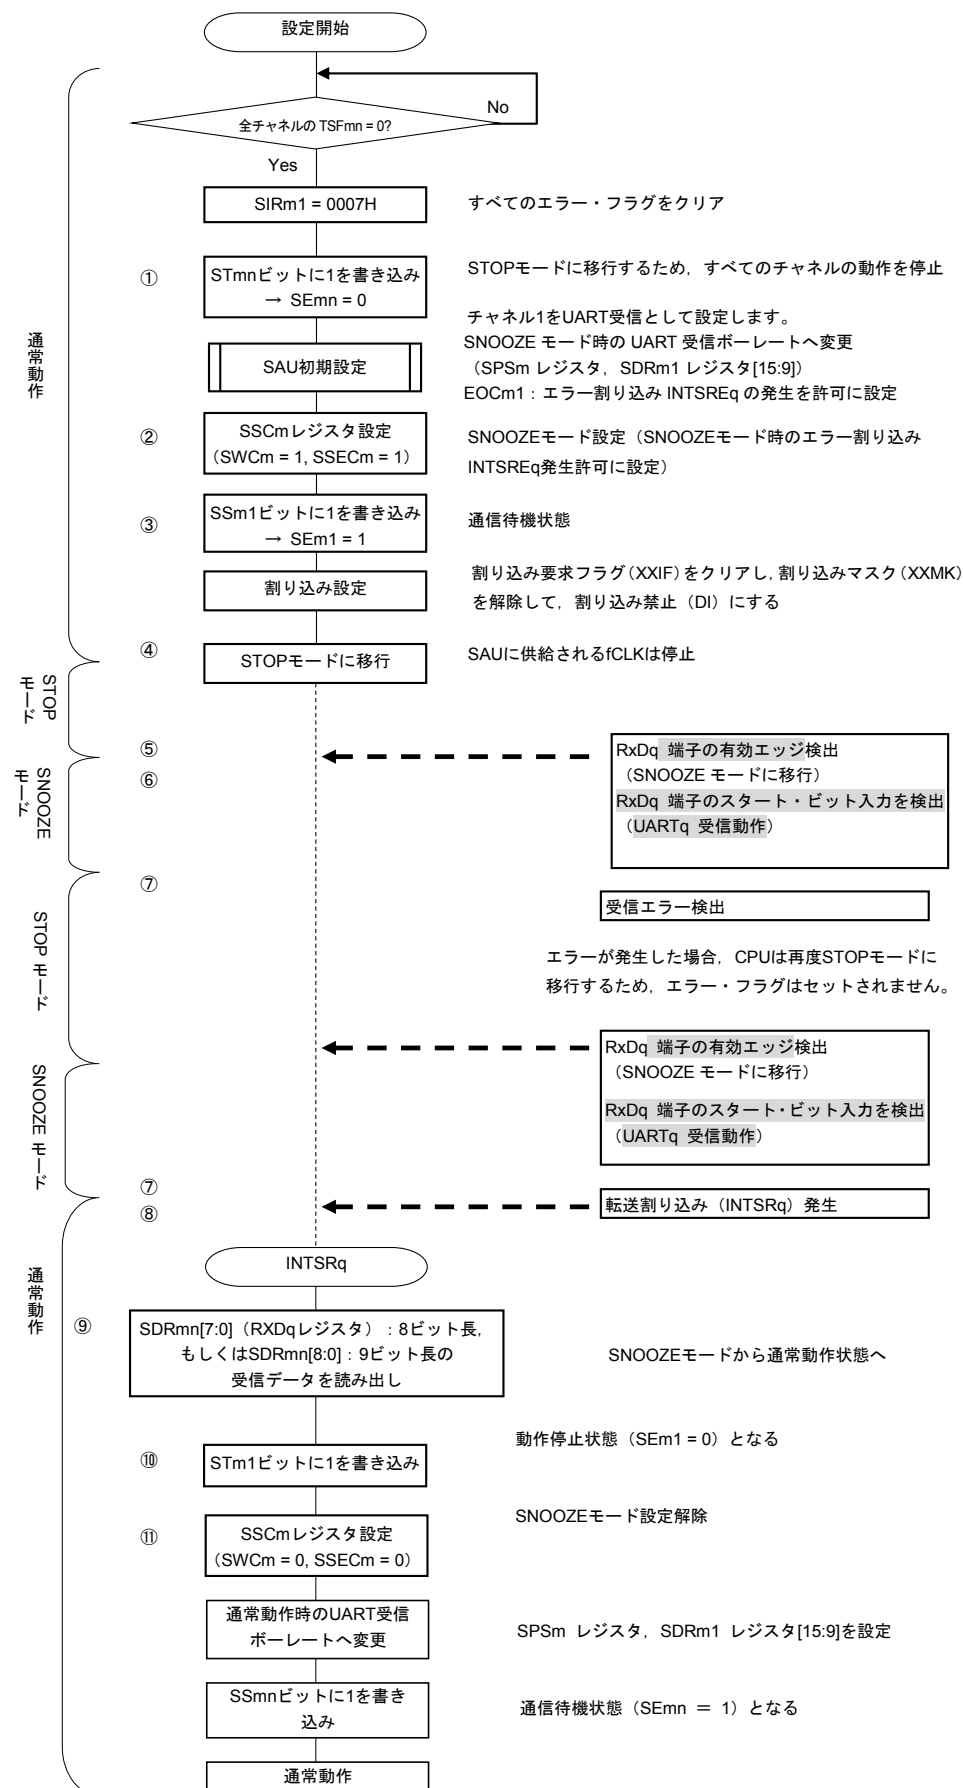 設定開始
No
全チャネルの TSFmn = 0?
Yes
SIRm1 = 0007H
すべてのエラー・フラグをクリア
①
STmnビットに1を書き込み
→ SEmn = 0
STOPモードに移行するため，すべてのチャネルの動作を停止
通常動作
SAU初期設定
チャネル1をUART受信として設定します。
SNOOZE モード時の UART 受信ボーレートへ変更
（SPSm レジスタ，SDRm1 レジスタ[15:9]）
EOCm1：エラー割り込み INTSREq の発生を許可に設定
②
SSCmレジスタ設定
（SWCm = 1, SSECm = 1）
SNOOZEモード設定（SNOOZEモード時のエラー割り込み
INTSREq発生許可に設定）
③
SSm1ビットに1を書き込み
→ SEm1 = 1
通信待機状態
割り込み設定
割り込み要求フラグ（XXIF）をクリアし，割り込みマスク（XXMK）
を解除して，割り込み禁止（DI）にする
④
STOPモードに移行
SAUに供給されるfCLKは停止
STOP
モード
⑤
⑥
SNOOZE
モード
RxDq 端子の有効エッジ検出
（SNOOZE モードに移行）
RxDq 端子のスタート・ビット入力を検出
（UARTq 受信動作）
⑦
受信エラー検出
STOP モード
エラーが発生した場合，CPUは再度STOPモードに
移行するため，エラー・フラグはセットされません。
RxDq 端子の有効エッジ検出
（SNOOZE モードに移行）
RxDq 端子のスタート・ビット入力を検出
（UARTq 受信動作）
SNOOZE モード
⑦
⑧
転送割り込み（INTSRq）発生
INTSRq
通常動作
⑨
SDRmn[7:0]（RXDqレジスタ）：8ビット長，
もしくはSDRmn[8:0]：9ビット長の
受信データを読み出し
SNOOZEモードから通常動作状態へ
⑩
STm1ビットに1を書き込み
動作停止状態（SEm1 = 0）となる
⑪
SSCmレジスタ設定
（SWCm = 0, SSECm = 0）
SNOOZEモード設定解除
通常動作時のUART受信
ボーレートへ変更
SPSm レジスタ，SDRm1 レジスタ[15:9]を設定
SSmnビットに1を書き
込み
通信待機状態（SEmn ＝ 1）となる
通常動作